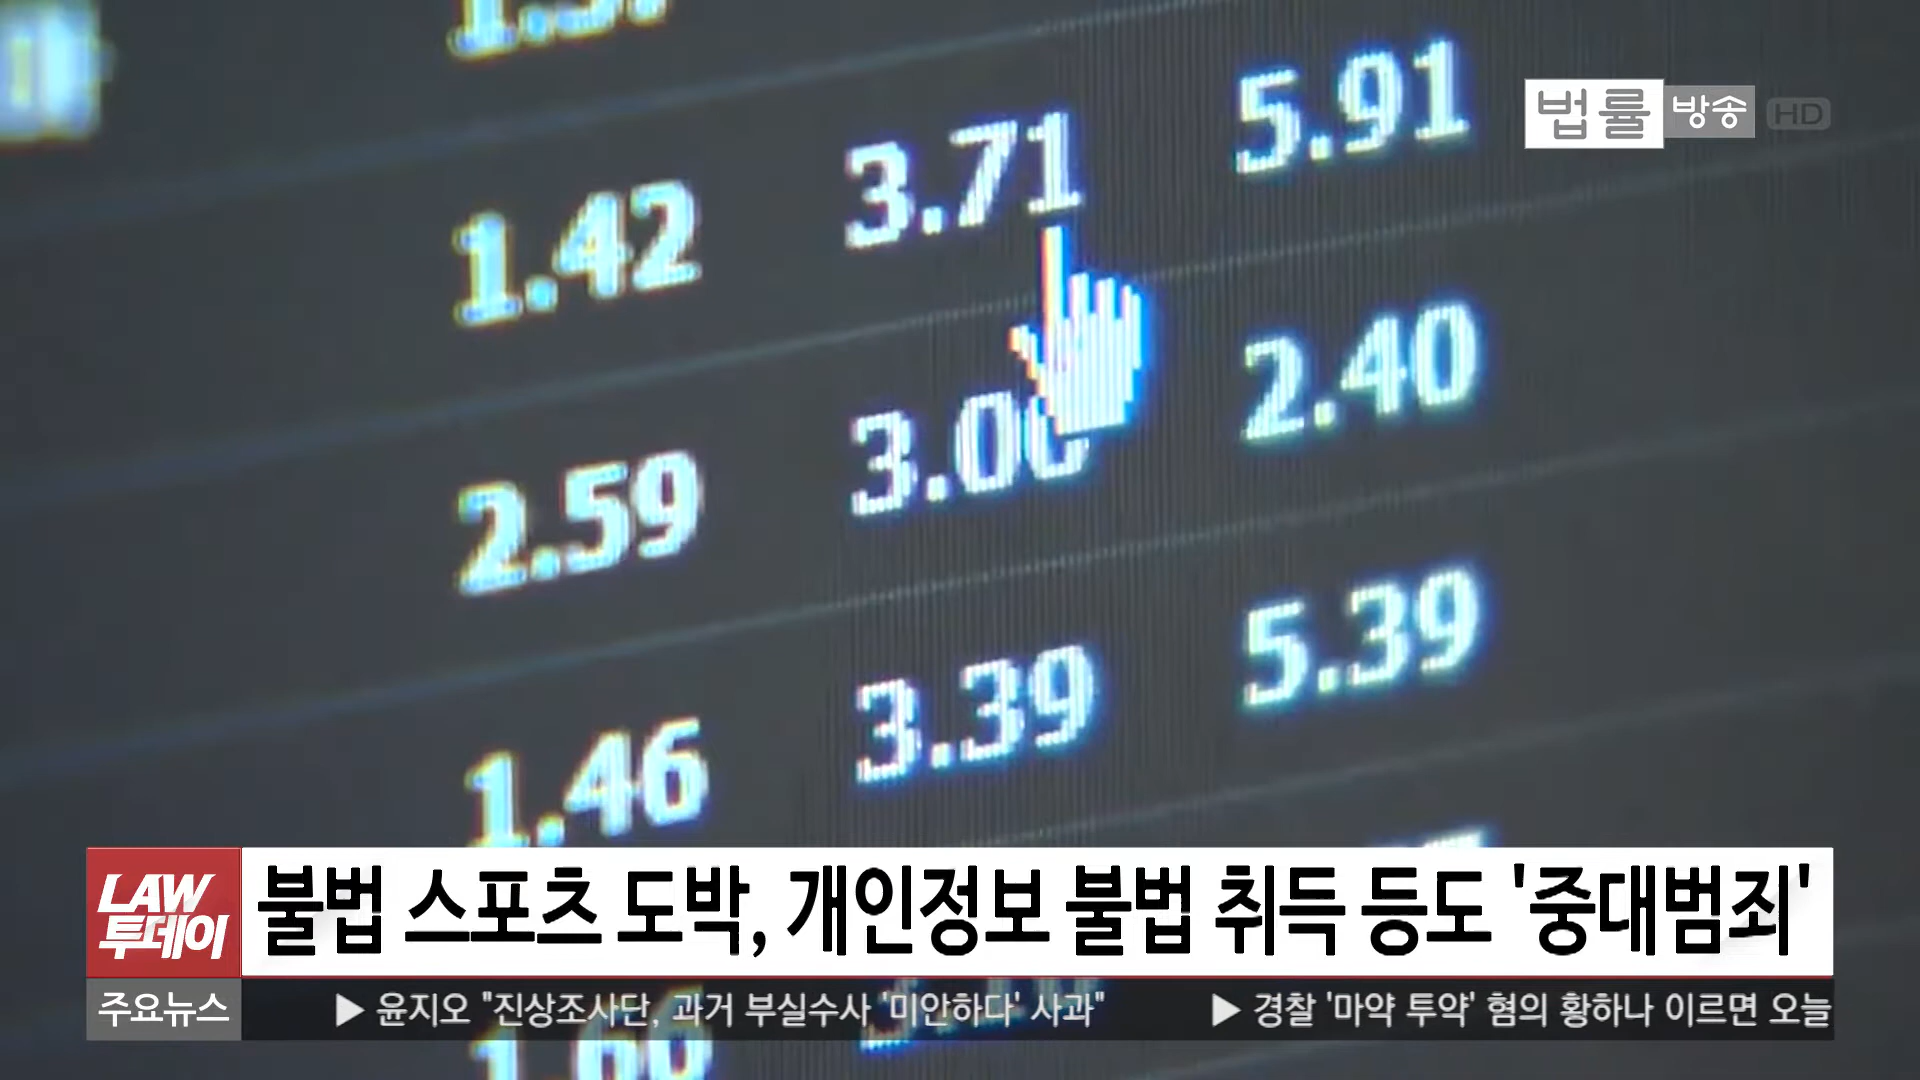 법률방송 HD
1.42 3.71 5.91
2.59 3.00 2.40
1.46 3.39 5.39
LAW
투데이
불법 스포츠 도박, 개인정보 불법 취득 등도 '중대범죄'
주요뉴스 ▶ 윤지오 "진상조사단, 과거 부실수사 '미안하다' 사과" ▶ 경찰 '마약 투약' 혐의 황하나 이르면 오늘
1.66